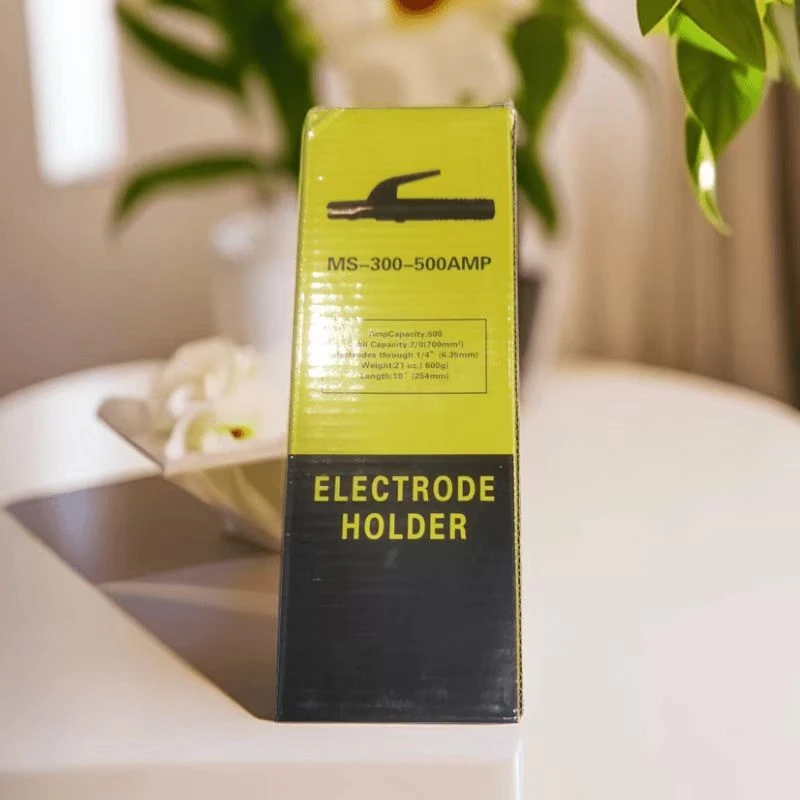 MS-300-500AMP
AmpCapacity:500
Capacity:2/0(700mm²)
electrodes through 1/4" (6.35mm)
Weight:21 oz.( 600g)
Length:10" (254mm)
ELECTRODE
HOLDER